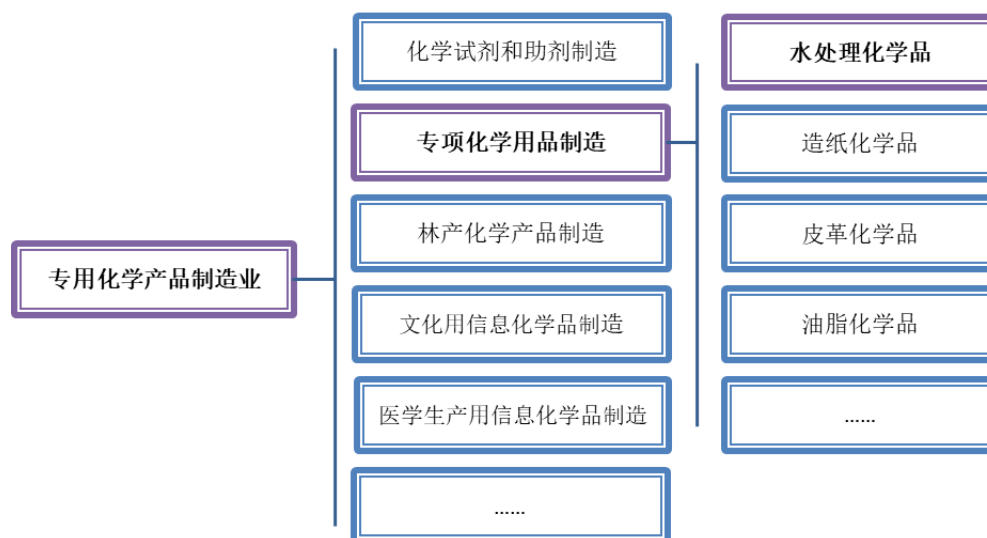 专用化学产品制造业
化学试剂和助剂制造
专项化学用品制造
林产化学产品制造
文化用信息化学品制造
医学生产用信息化学品制造
......
水处理化学品
造纸化学品
皮革化学品
油脂化学品
......